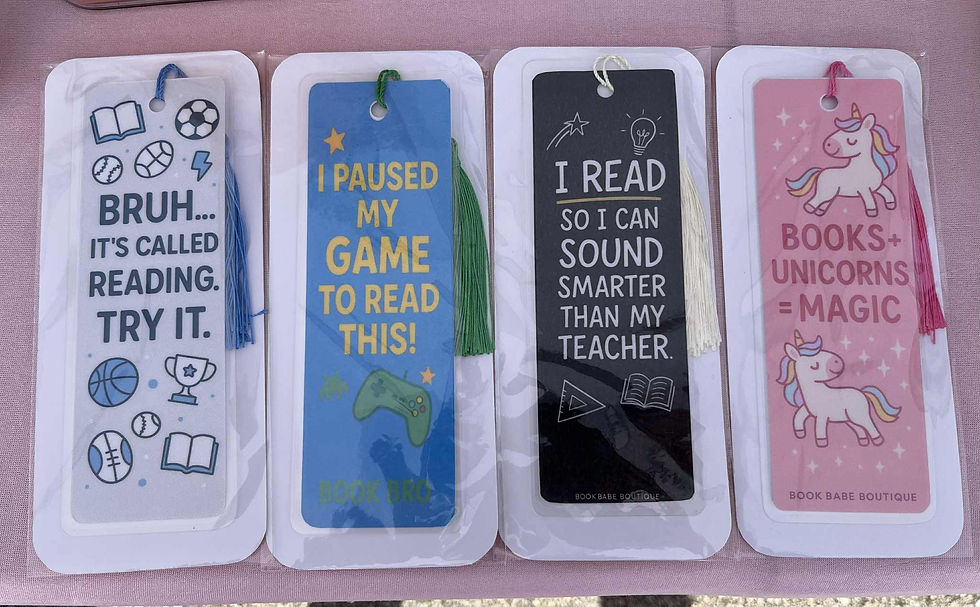 BRUH...
IT'S CALLED
READING.
TRY IT.
I PAUSED
MY
GAME
TO READ
THIS!
BOOK BRO
I READ
SO I CAN
SOUND
SMARTER
THAN MY
TEACHER.
BOOK BABE BOUTIQUE
BOOKS+
UNICORNS
= MAGIC
BOOK BABE BOUTIQUE